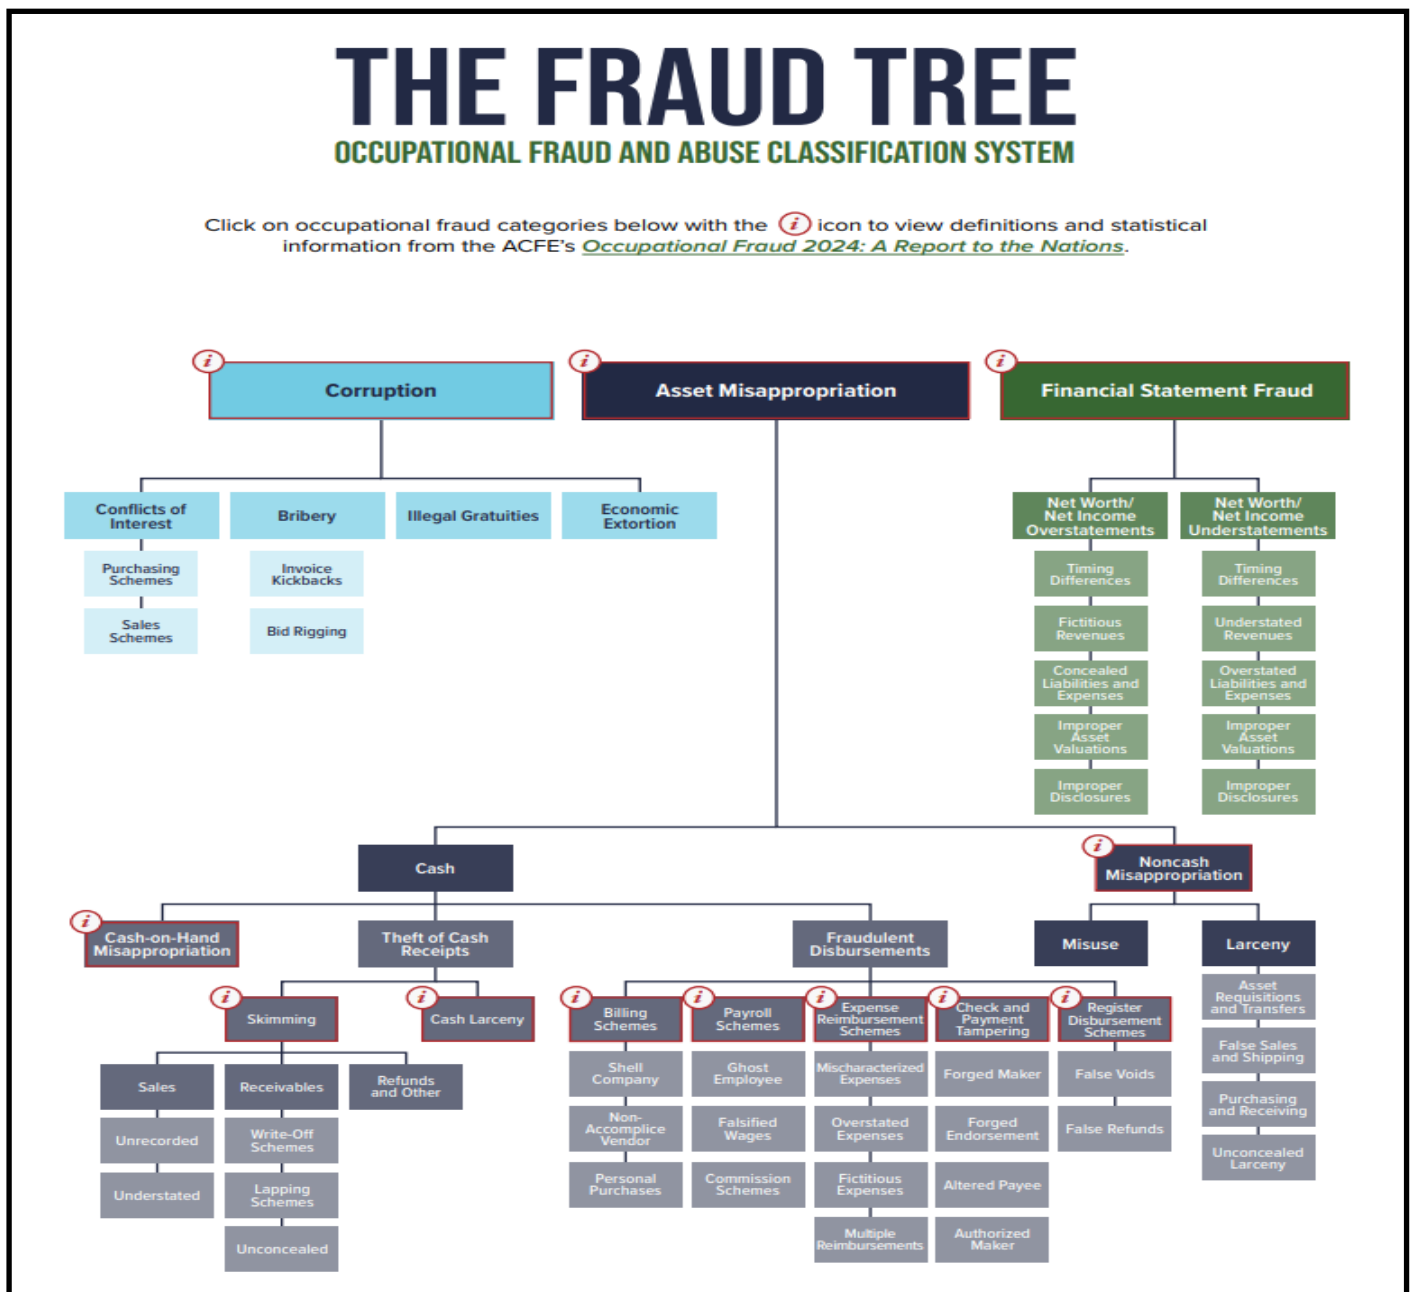 THE FRAUD TREE
OCCUPATIONAL FRAUD AND ABUSE CLASSIFICATION SYSTEM
Click on occupational fraud categories below with the i icon to view definitions and statistical
information from the ACFE's Occupational Fraud 2024: A Report to the Nations.
i
Corruption
i
Asset Misappropriation
i
Financial Statement Fraud
Conflicts of
Interest
Purchasing
Schemes
Sales
Schemes
Bribery
Invoice
Kickbacks
Bid Rigging
Illegal Gratuities
Economic
Extortion
Net Worth/
Net Income
Overstatements
Timing
Differences
Fictitious
Revenues
Concealed
Liabilities and
Expenses
Improper
Asset
Valuations
Improper
Disclosures
Net Worth/
Net Income
Understatements
Timing
Differences
Understated
Revenues
Overstated
Liabilities and
Expenses
Improper
Asset
Valuations
Improper
Disclosures
Cash
i
Noncash
Misappropriation
i
Cash-on-Hand
Misappropriation
Theft of Cash
Receipts
Fraudulent
Disbursements
Misuse
Larceny
Asset
Requisitions
and Transfers
False Sales
and Shipping
Purchasing
and Receiving
Unconcealed
Larceny
i
Skimming
i
Cash Larceny
Sales
Unrecorded
Understated
Receivables
Write-Off
Schemes
Lapping
Schemes
Unconcealed
Refunds
and Other
i
Billing
Schemes
Shell
Company
Non-
Accomplice
Vendor
Personal
Purchases
i
Payroll
Schemes
Ghost
Employee
Falsified
Wages
Commission
Schemes
i
Expense
Reimbursement
Schemes
Mischaracterized
Expenses
Overstated
Expenses
Fictitious
Expenses
Multiple
Reimbursements
i
Check and
Payment
Tampering
Forged Maker
Forged
Endorsement
Altered Payee
Authorized
Maker
i
Register
Disbursement
Schemes
False Voids
False Refunds